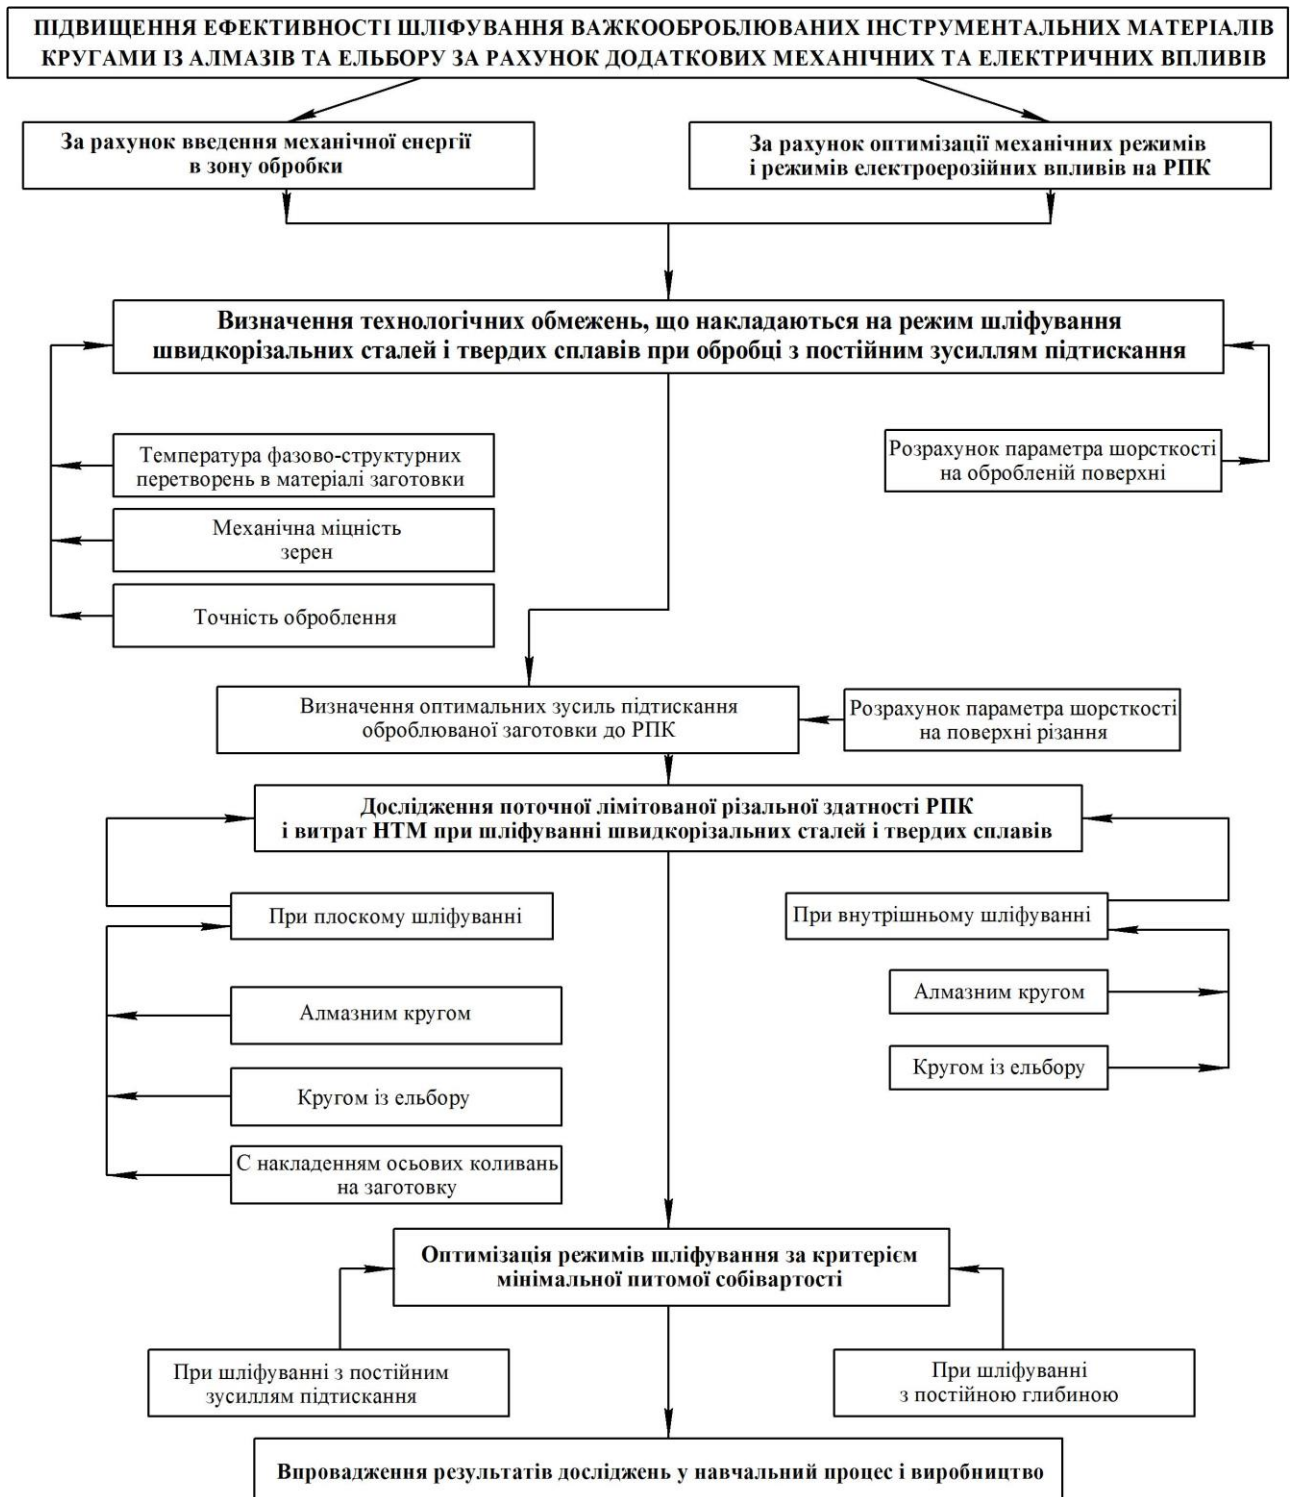 ПІДВИЩЕННЯ ЕФЕКТИВНОСТІ ШЛІФУВАННЯ ВАЖКООБРОБЛЮВАНИХ ІНСТРУМЕНТАЛЬНИХ МАТЕРІАЛІВ
КРУГАМИ ІЗ АЛМАЗІВ ТА ЕЛЬБОРУ ЗА РАХУНОК ДОДАТКОВИХ МЕХАНІЧНИХ ТА ЕЛЕКТРИЧНИХ ВПЛИВІВ
За рахунок введення механічної енергії
в зону обробки
За рахунок оптимізації механічних режимів
і режимів електроерозійних впливів на РПК
Визначення технологічних обмежень, що накладаються на режим шліфування
швидкорізальних сталей і твердих сплавів при обробці з постійним зусиллям підтискання
Температура фазово-структурних
перетворень в матеріалі заготовки
Розрахунок параметра шорсткості
на обробленій поверхні
Механічна міцність
зерен
Точність оброблення
Визначення оптимальних зусиль підтискання
оброблюваної заготовки до РПК
Розрахунок параметра шорсткості
на поверхні різання
Дослідження поточної лімітованої різальної здатності РПК
і витрат НТМ при шліфуванні швидкорізальних сталей і твердих сплавів
При плоскому шліфуванні
При внутрішньому шліфуванні
Алмазним кругом
Алмазним кругом
Кругом із ельбору
Кругом із ельбору
С накладенням осьових коливань
на заготовку
Оптимізація режимів шліфування за критерієм
мінімальної питомої собівартості
При шліфуванні з постійним
зусиллям підтискання
При шліфуванні
з постійною глибиною
Впровадження результатів досліджень у навчальний процес і виробництво